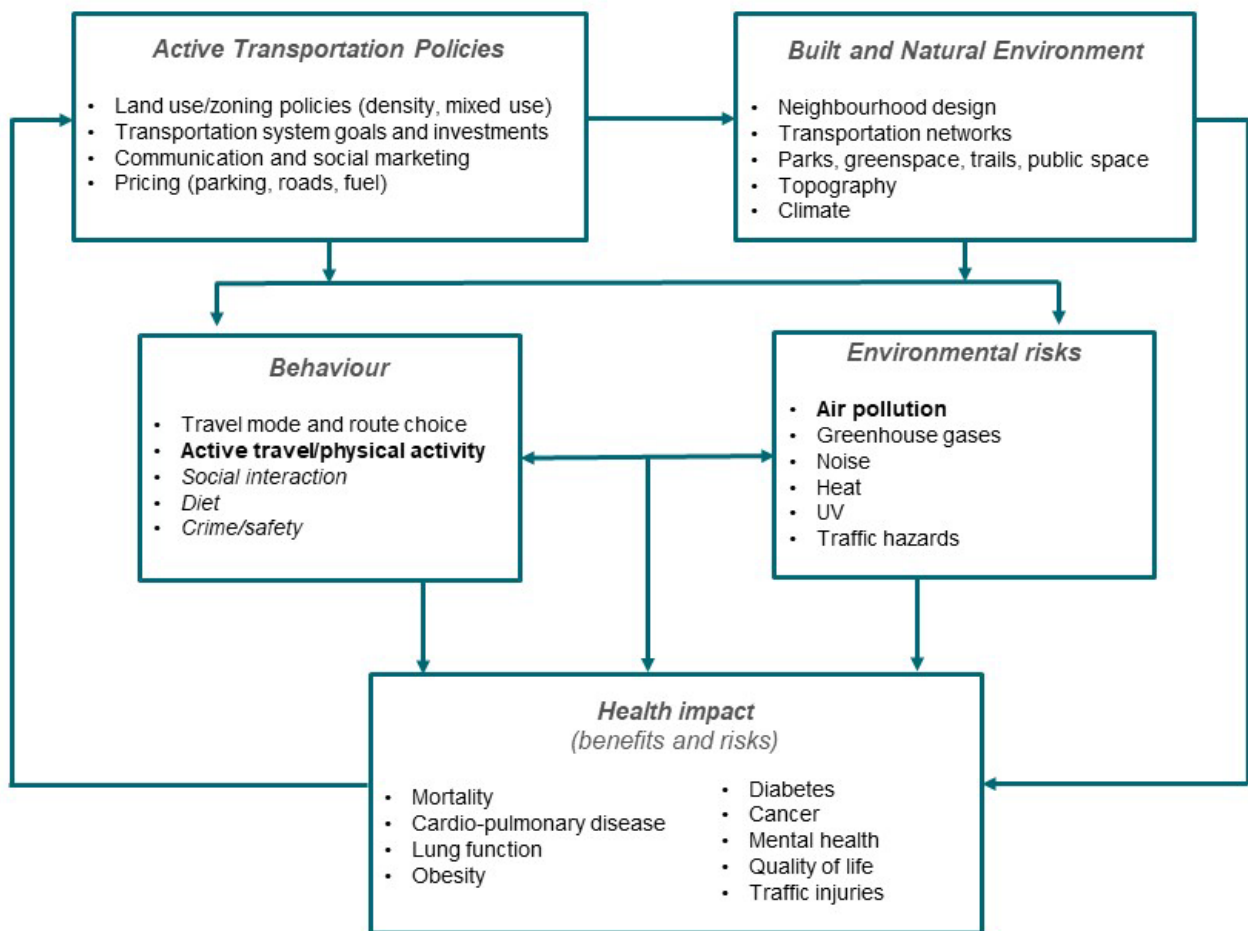 Active Transportation Policies
• Land use/zoning policies (density, mixed use)
• Transportation system goals and investments
• Communication and social marketing
• Pricing (parking, roads, fuel)
Built and Natural Environment
• Neighbourhood design
• Transportation networks
• Parks, greenspace, trails, public space
• Topography
• Climate
Behaviour
• Travel mode and route choice
• Active travel/physical activity
• Social interaction
• Diet
• Crime/safety
Environmental risks
• Air pollution
• Greenhouse gases
• Noise
• Heat
• UV
• Traffic hazards
Health impact
(benefits and risks)
• Mortality
• Cardio-pulmonary disease
• Lung function
• Obesity
• Diabetes
• Cancer
• Mental health
• Quality of life
• Traffic injuries